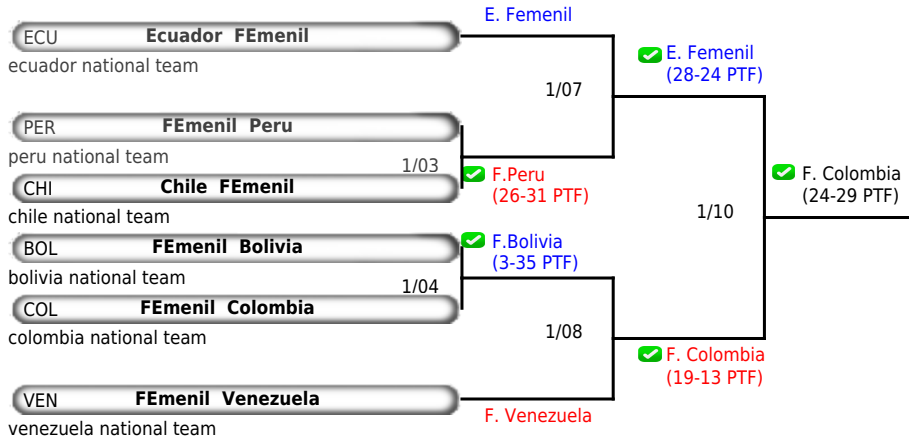 E. Femenil
ECU Ecuador FEmenil
ecuador national team
E. Femenil
(28-24 PTF)
1/07
PER FEmenil Peru
peru national team
1/03
F.Peru
(26-31 PTF)
CHI Chile FEmenil
chile national team
F. Colombia
(24-29 PTF)
1/10
BOL FEmenil Bolivia
bolivia national team
F.Bolivia
(3-35 PTF)
1/04
COL FEmenil Colombia
colombia national team
1/08
F. Colombia
(19-13 PTF)
VEN FEmenil Venezuela
venezuela national team
F. Venezuela